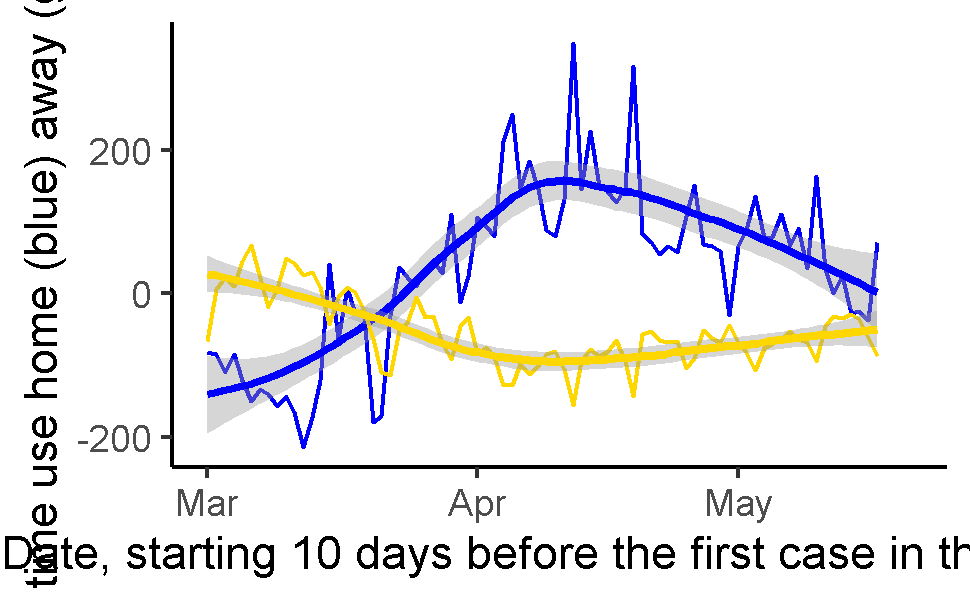 time use home (blue) away (
200
0
-200
Mar Apr May
Date, starting 10 days before the first case in th